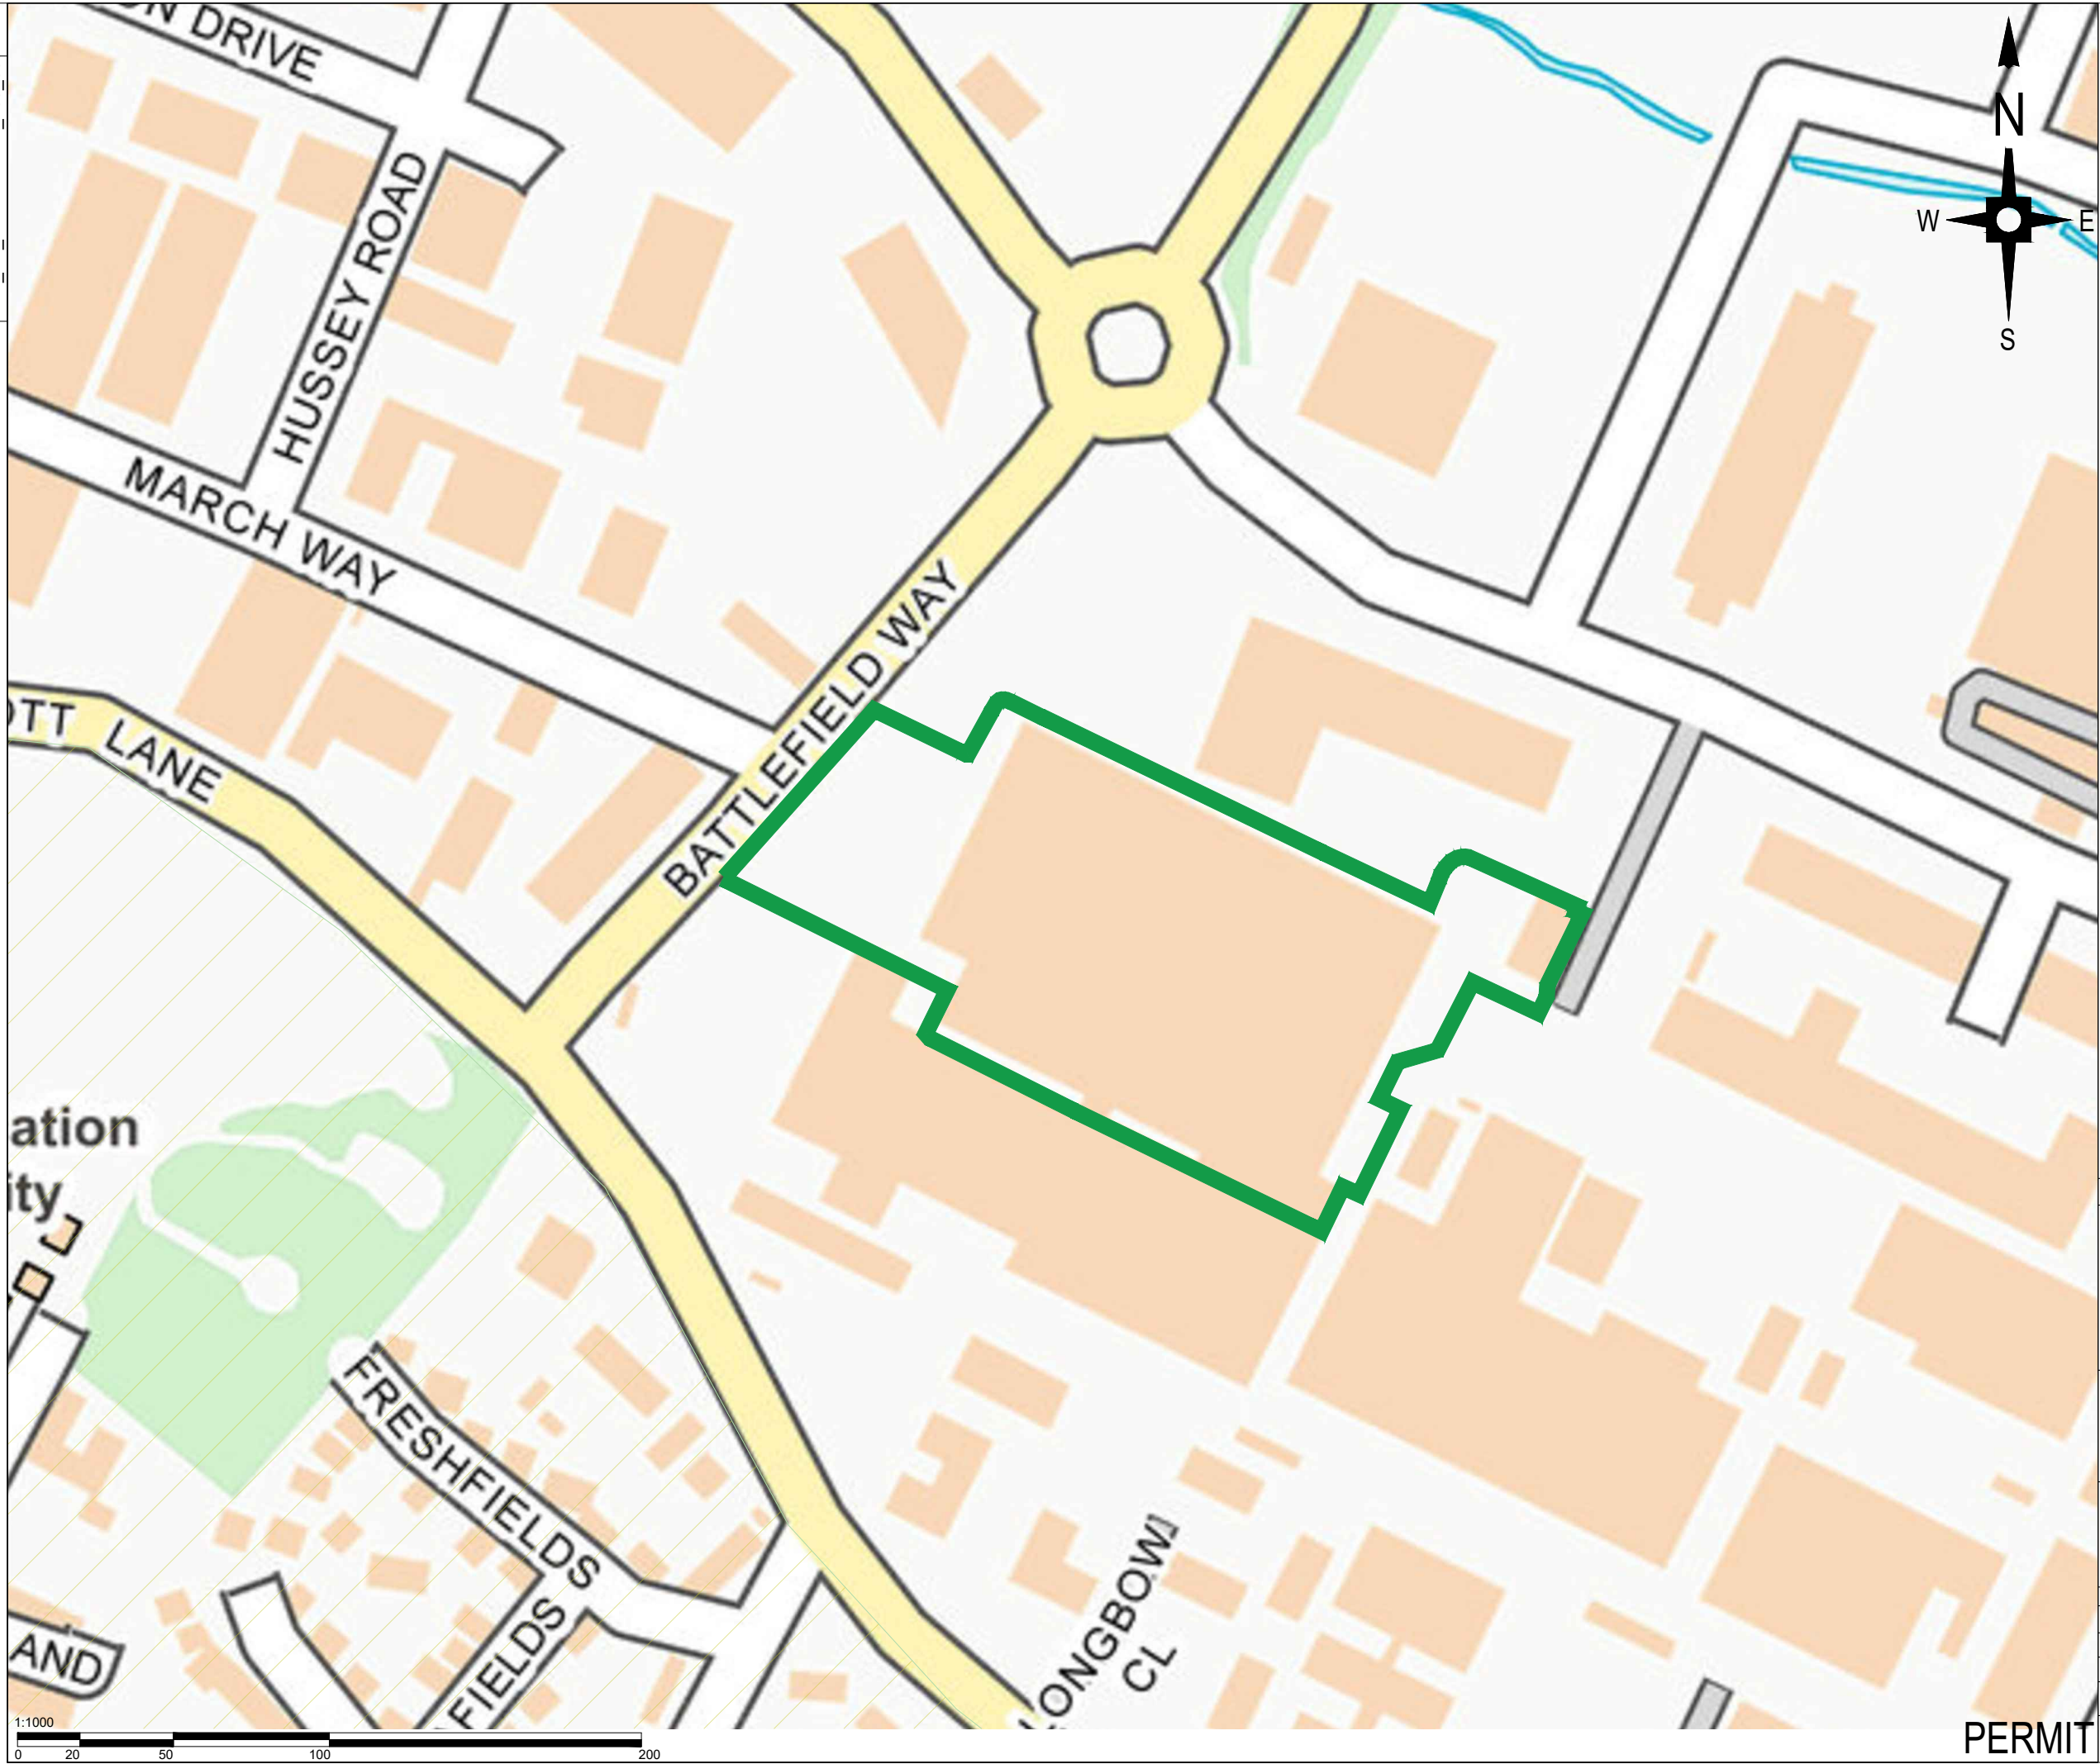 ON DRIVE
N
W
E
S
HUSSEY ROAD
MARCH WAY
BATTLEFIELD WAY
OTT LANE
ation
ity
FRESHFIELDS
FIELDS
LONGBOW
CL
AND
1:1000
0 20 50 100 200
PERMIT